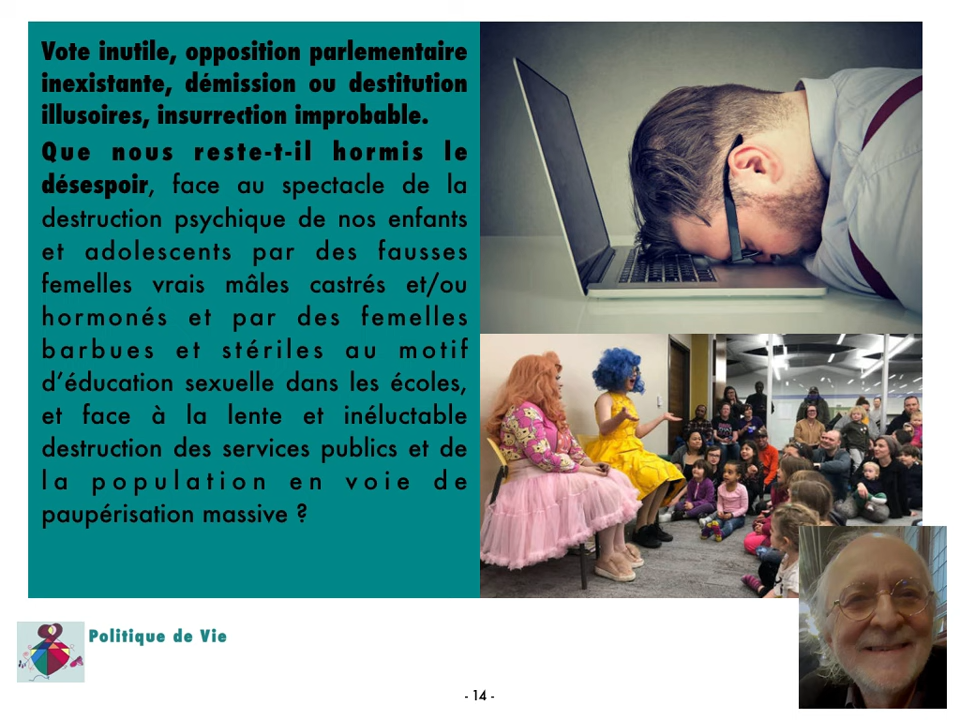 Vote inutile, opposition parlementaire
inexistante, démission ou destitution
illusoires, insurrection improbable.
Que nous reste-t-il hormis le
désespoir, face au spectacle de la
destruction psychique de nos enfants
et adolescents par des fausses
femelles vrais mâles castrés et/ou
hormonés et par des femelles
barbues et stériles au motif
d'éducation sexuelle dans les écoles,
et face à la lente et inéluctable
destruction des services publics et de
la population en voie de
paupérisation massive ?
Politique de Vie
- 14 -